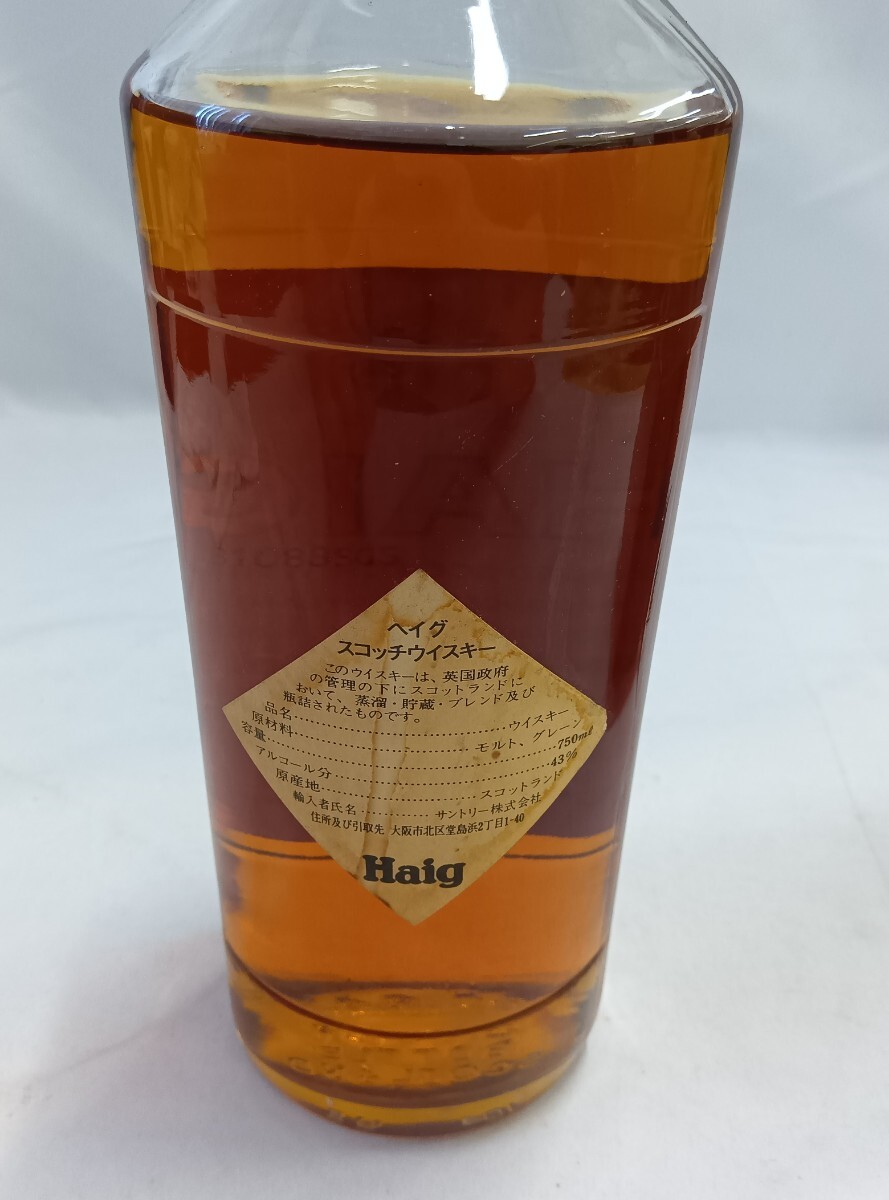 ヘイグ
スコッチウイスキー
このウイスキーは、英国政府
の管理の下にスコットランドに
おいて、蒸溜・貯蔵・ブレンド及び
瓶詰されたものです。
品名……………………ウイスキー
原材料…………………モルト、グレーン
容量……………………750ml
アルコール分……………………43%
原産地……………………スコットランド
輸入者氏名…………サントリー株式会社
住所及び引取先 大阪市北区堂島浜2丁目1-40
Haig